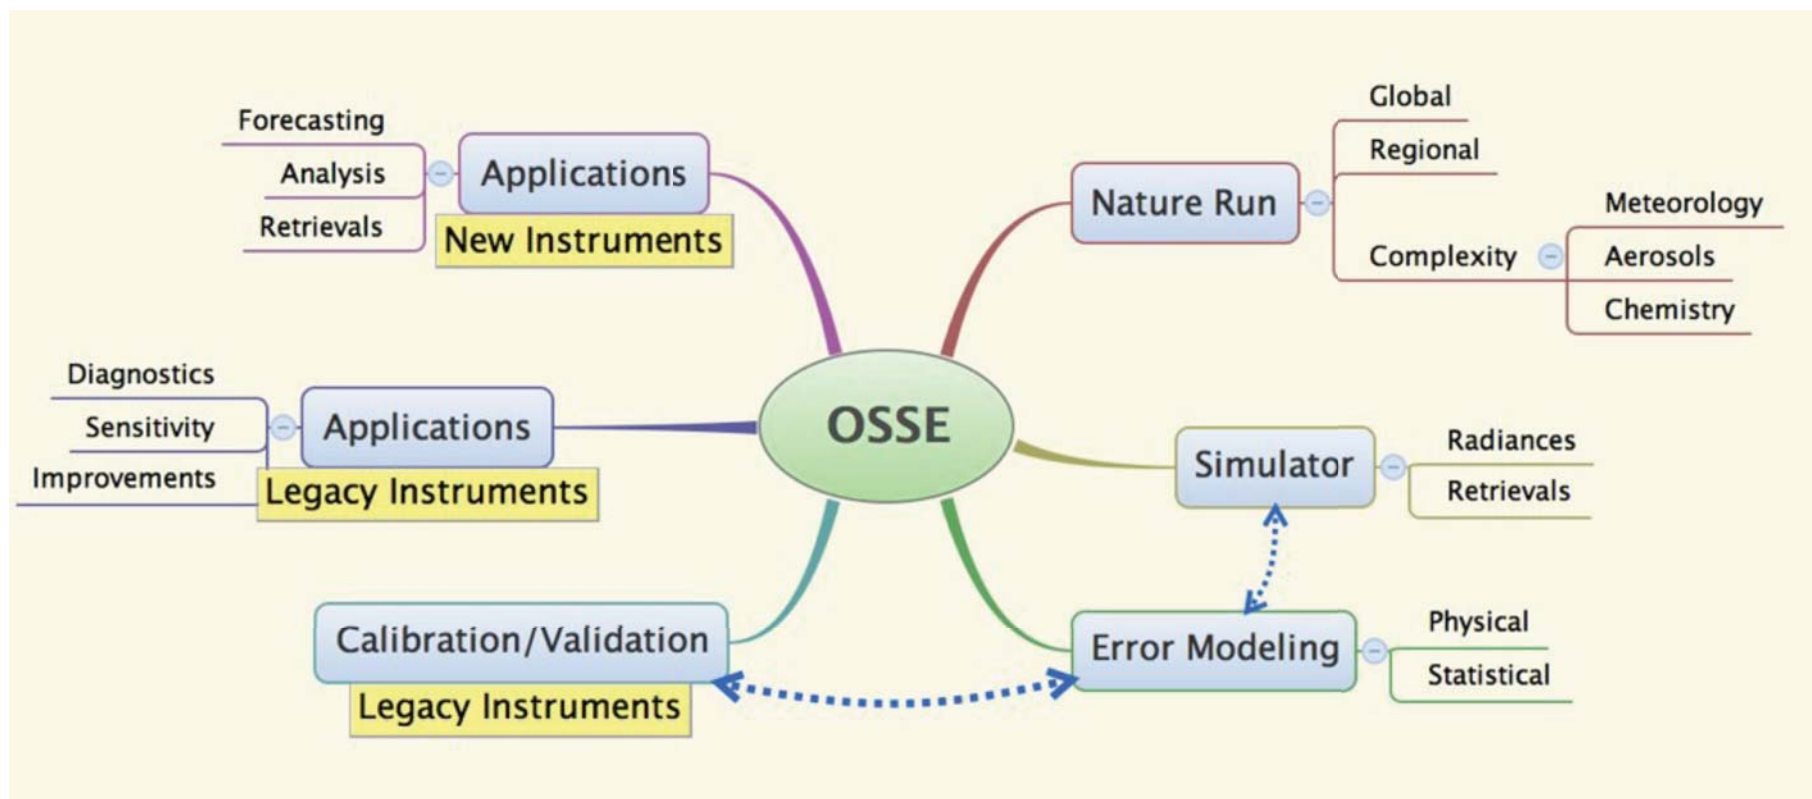 Forecasting
Analysis
Retrievals
Applications
New Instruments
Diagnostics
Sensitivity
Improvements
Applications
Legacy Instruments
Calibration/Validation
Legacy Instruments
OSSE
Nature Run
Global
Regional
Complexity
Meteorology
Aerosols
Chemistry
Simulator
Radiances
Retrievals
Error Modeling
Physical
Statistical